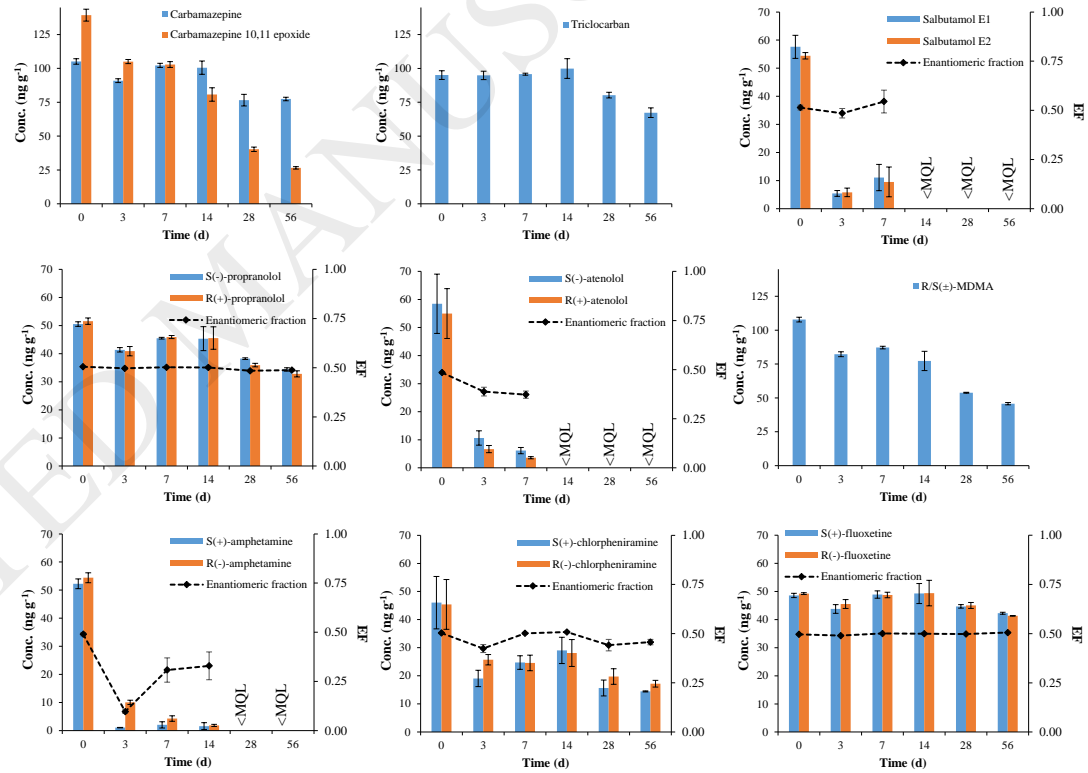 Carbamazepine
Carbamazepine 10,11 epoxide
Conc. (ng g-1)
125
100
75
50
25
0
0 3 7 14 28 56
Time (d)
Triclocarban
Conc. (ng g-1)
125
100
75
50
25
0
0 3 7 14 28 56
Time (d)
Salbutamol E1
Salbutamol E2
Enantiomeric fraction
Conc. (ng g-1)
70
60
50
40
30
20
10
0
<MQL
<MQL
<MQL
0 3 7 14 28 56
Time (d)
1.00
0.75
0.50
0.25
0.00
EF
S(-)-propranolol
R(+)-propranolol
Enantiomeric fraction
Conc. (ng g-1)
70
60
50
40
30
20
10
0
0 3 7 14 28 56
Time (d)
1.00
0.75
0.50
0.25
0.00
EF
S(-)-atenolol
R(+)-atenolol
Enantiomeric fraction
Conc. (ng g-1)
70
60
50
40
30
20
10
0
<MQL
<MQL
<MQL
0 3 7 14 28 56
Time (d)
1.00
0.75
0.50
0.25
0.00
EF
R/S(±)-MDMA
Conc. (ng g-1)
125
100
75
50
25
0
0 3 7 14 28 56
Time (d)
S(+)-amphetamine
R(-)-amphetamine
Enantiomeric fraction
Conc. (ng g-1)
70
60
50
40
30
20
10
0
<MQL
<MQL
0 3 7 14 28 56
Time (d)
1.00
0.75
0.50
0.25
0.00
EF
S(+)-chlorpheniramine
R(-)-chlorpheniramine
Enantiomeric fraction
Conc. (ng g-1)
70
60
50
40
30
20
10
0
0 3 7 14 28 56
Time (d)
1.00
0.75
0.50
0.25
0.00
EF
S(+)-fluoxetine
R(-)-fluoxetine
Enantiomeric fraction
Conc. (ng g-1)
70
60
50
40
30
20
10
0
0 3 7 14 28 56
Time (d)
1.00
0.75
0.50
0.25
0.00
EF
TED MANUS